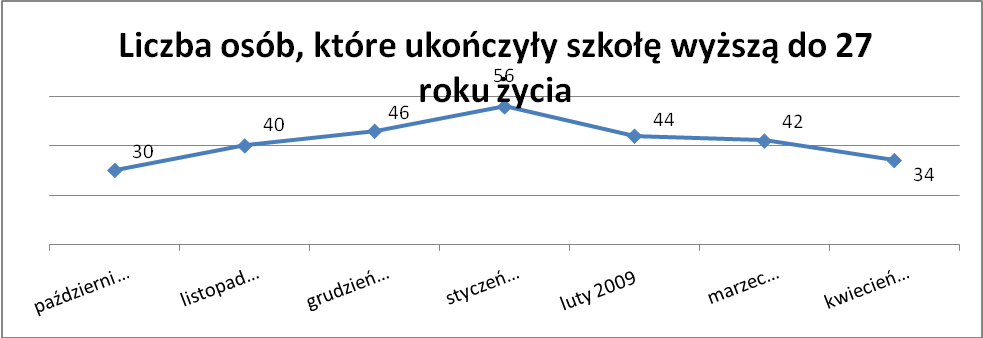 Liczba osób, które ukończyły szkołę wyższą do 27
roku życia
30
40
46
56
44
42
34
październi...
listopad...
grudzień...
styczeń...
luty 2009
marzec...
kwiecień...